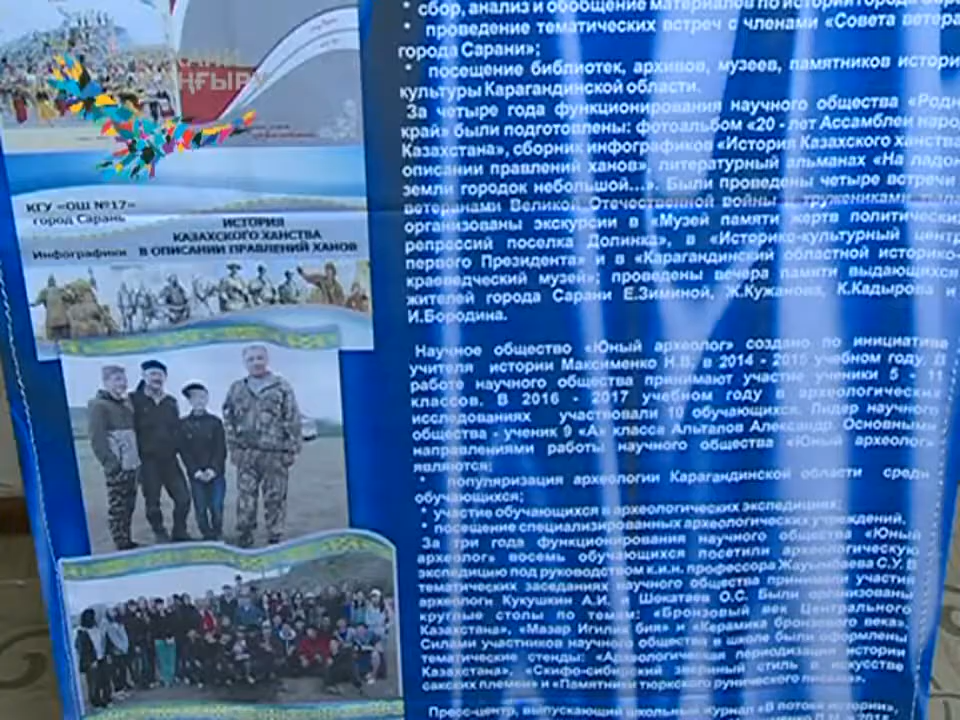 ҢҒЫР
КГУ «ОШ №17»
город Сарань
ИСТОРИЯ
КАЗАХСКОГО ХАНСТВА
Инфографики В ОПИСАНИИ ПРАВЛЕНИЙ ХАНОВ
* сбор, анализ и обобщение материалов по истории города
* проведение тематических встреч с членами «Совета ветера
города Сарани»;
* посещение библиотек, архивов, музеев, памятников истори
культуры Карагандинской области.
За четыре года функционирования научного общества «Родн
край» были подготовлены: фотоальбом «20 - лет Ассамблеи наро
Казахстана», сборник инфографиков «История Казахского ханства
описании правлений ханов», литературный альманах «На ладон
земли городок небольшой...». Были проведены четыре встречи
ветеранами Великой Отечественной войны и тружениками тыла
организованы экскурсии в «Музей памяти жертв политических
репрессий поселка Долинка», в «Историко-культурный центр
первого Президента» и в «Карагандинский областной историко-
краеведческий музей»; проведены вечера памяти выдающихся
жителей города Сарани Е.Зиминой, Ж.Кужанова, К.Кадырова и
И.Бородина.
Научное общество «Юный археолог» создано по инициативе
учителя истории Максименко Н.В. в 2014 - 2015 учебном году. В
работе научного общества принимают участие ученики 5 - 11
классов. В 2016 - 2017 учебном году в археологических
исследованиях участвовали 10 обучающихся. Лидер научного
общества - ученик 9 «А» класса Альталов Александр. Основными
направлениями работы научного общества «Юный археолог»
являются:
* популяризация археологии Карагандинской области среди
обучающихся;
* участие обучающихся в археологических экспедициях;
* посещение специализированных археологических учреждений.
За три года функционирования научного общества «Юный
археолог» восемь обучающихся посетили археологическую
экспедицию под руководством к.и.н. профессора Жауымбаева С.У. В
тематических заседаниях научного общества принимали участие
археологи Кукушкин А.И. и Шокатаев О.С. Были организованы
круглые столы по темам: «Бронзовый век Центрального
Казахстана», «Мазар Игилик бия» и «Керамика бронзового века».
Силами участников научного общества в школе были оформлены
тематические стенды: «Археологическая периодизация истории
Казахстана», «Скифо-сибирский звериный стиль в искусстве
сакских племен» и «Памятники тюркского рунического письма».
Пресс-центр, выпускающий школьный журнал «В потоке истории»,